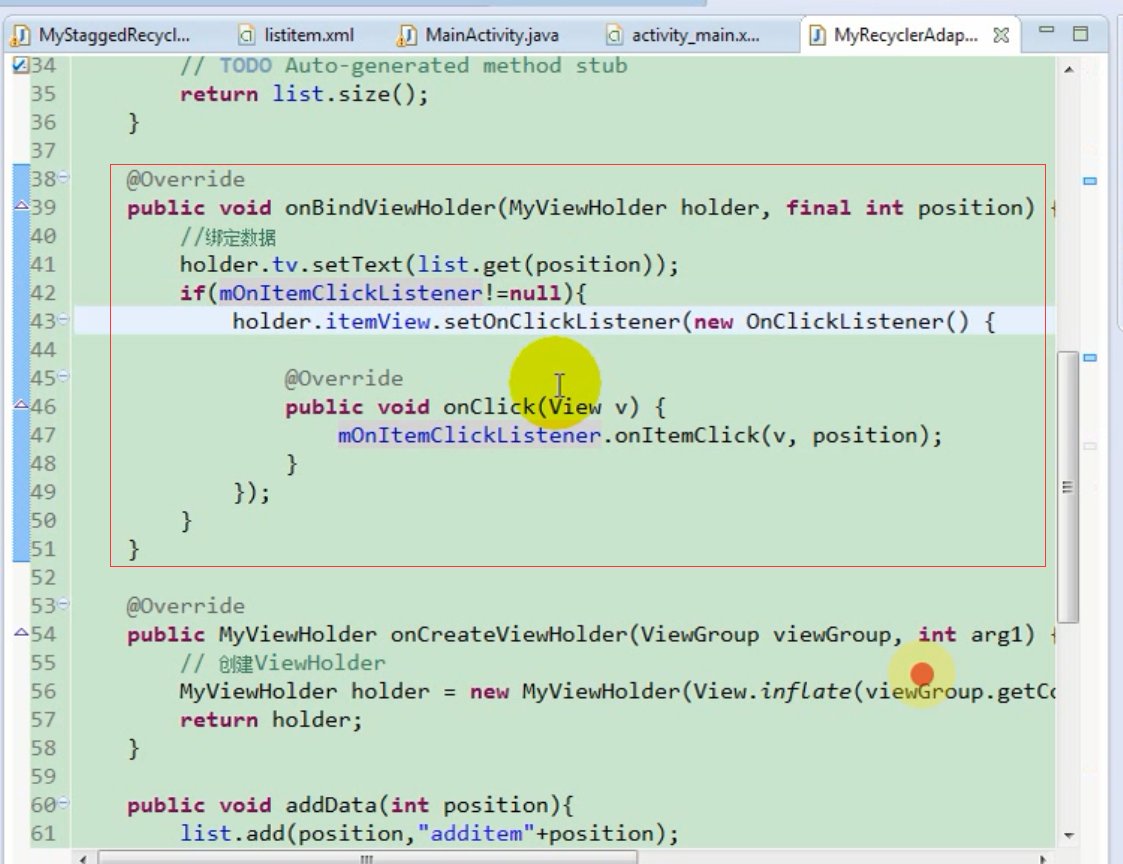 MyStaggedRecycl...
listitem.xml
MainActivity.java
activity_main.x...
MyRecyclerAdap...
34 // TODO Auto-generated method stub
35 return list.size();
36 }
37
38 @Override
39 public void onBindViewHolder(MyViewHolder holder, final int position) {
40 //绑定数据
41 holder.tv.setText(list.get(position));
42 if(mOnItemClickListener!=null){
43 holder.itemView.setOnClickListener(new OnClickListener() {
44
45 @Override
46 public void onClick(View v) {
47 mOnItemClickListener.onItemClick(v, position);
48 }
49 });
50 }
51 }
52
53 @Override
54 public MyViewHolder onCreateViewHolder(ViewGroup viewGroup, int arg1) {
55 // 创建ViewHolder
56 MyViewHolder holder = new MyViewHolder(View.inflate(viewGroup.getCo
57 return holder;
58 }
59
60 public void addData(int position){
61 list.add(position,"additem"+position);